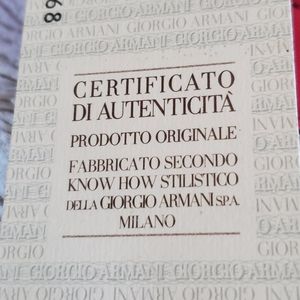 CERTIFICATO
DI AUTENTICITÀ
PRODOTTO ORIGINALE
FABBRICATO SECONDO
KNOW HOW STILISTICO
DELLA GIORGIO ARMANI S.P.A.
MILANO